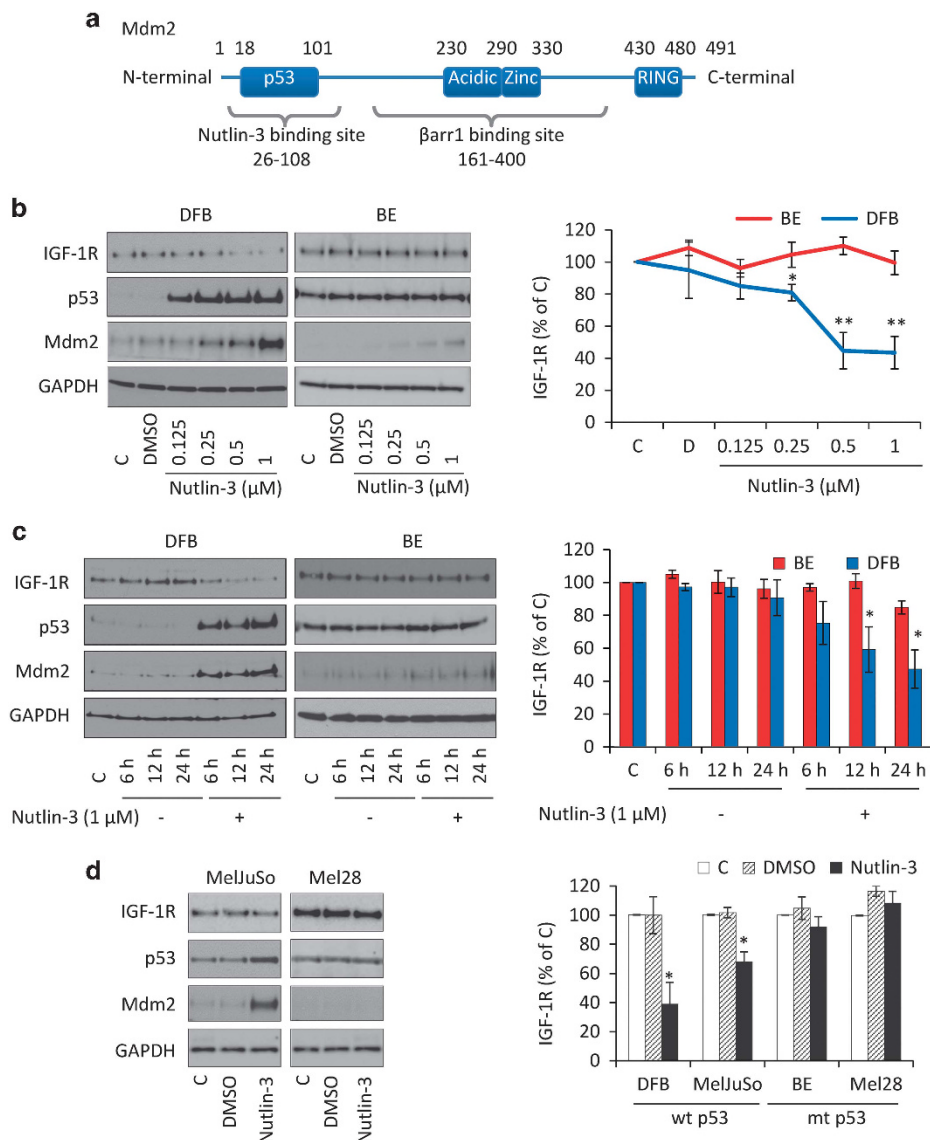 a
Mdm2
1 18 101 230 290 330 430 480 491
N-terminal p53 Acidic Zinc RING C-terminal
Nutlin-3 binding site βarr1 binding site
26-108 161-400
b
DFB BE
IGF-1R
p53
Mdm2
GAPDH
C DMSO 0.125 0.25 0.5 1 C DMSO 0.125 0.25 0.5 1
Nutlin-3 (µM) Nutlin-3 (µM)
BE DFB
IGF-1R (% of C)
120
100
80
60
40
20
0
* ** **
C D 0.125 0.25 0.5 1
Nutlin-3 (µM)
c
DFB BE
IGF-1R
p53
Mdm2
GAPDH
C 6 h 12 h 24 h 6 h 12 h 24 h C 6 h 12 h 24 h 6 h 12 h 24 h
Nutlin-3 (1 µM) - + - +
BE DFB
IGF-1R (% of C)
120
100
80
60
40
20
0
* *
C 6 h 12 h 24 h 6 h 12 h 24 h
Nutlin-3 (1 µM) - +
d
MelJuSo Mel28
IGF-1R
p53
Mdm2
GAPDH
C DMSO Nutlin-3 C DMSO Nutlin-3
C DMSO Nutlin-3
IGF-1R (% of C)
120
100
80
60
40
20
0
* *
DFB MelJuSo BE Mel28
wt p53 mt p53